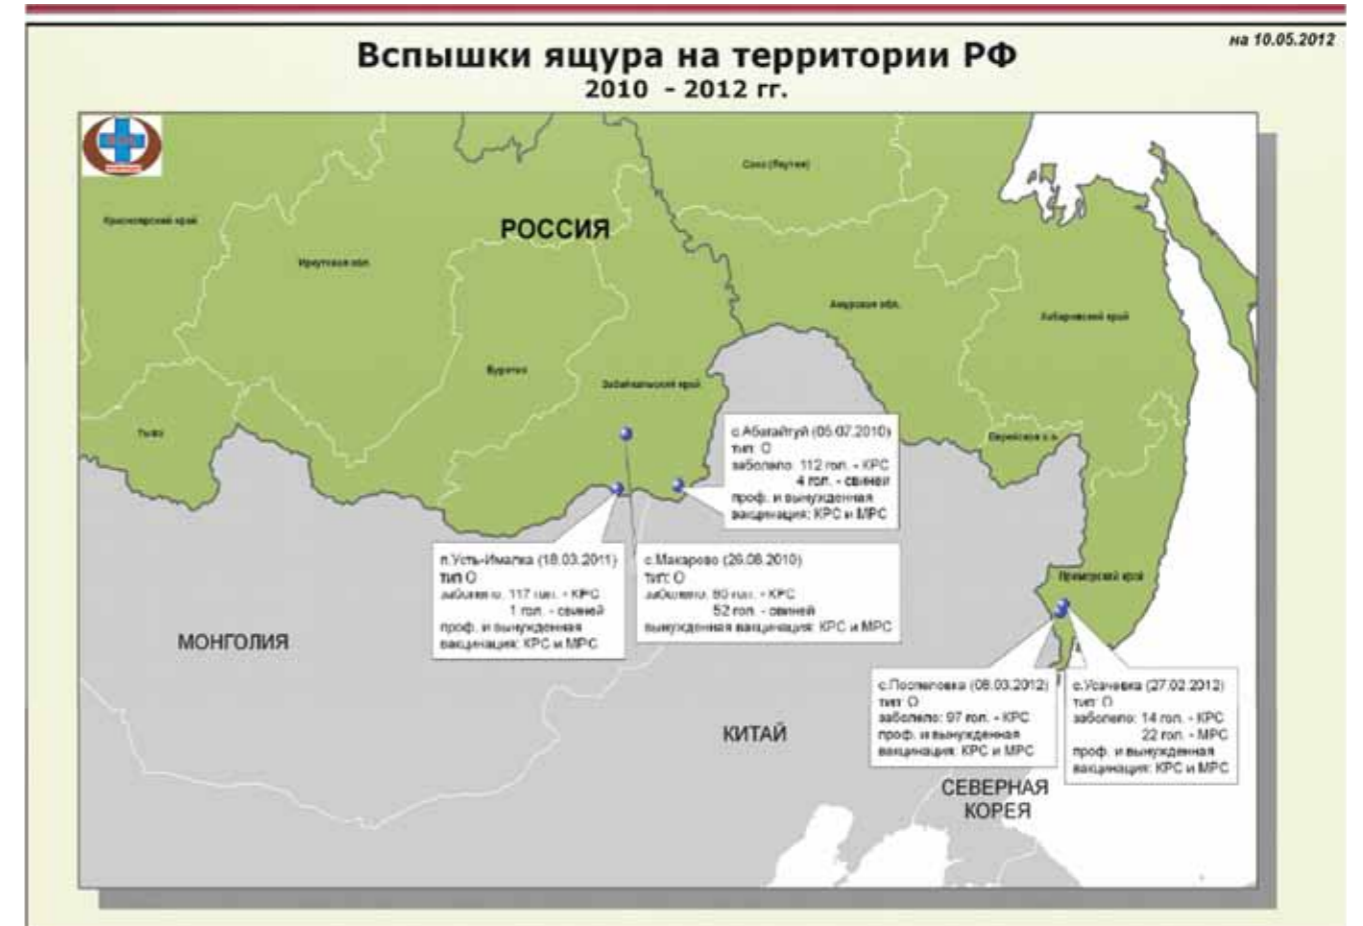 на 10.05.2012
Вспышки ящура на территории РФ
2010 - 2012 гг.
Саха (Якутия)
Красноярский край
РОССИЯ
Иркутская обл.
Амурская обл.
Хабаровский край
Бурятия
Забайкальский край
Тыва
Еврейская а.о.
с.Абагайтуй (05.07.2010)
тип: О
заболело: 112 гол. - КРС
4 гол. - свиней
проф. и вынужденная
вакцинация: КРС и МРС
п.Усть-Ималка (18.03.2011)
тип О
заболело: 117 гол. - КРС
1 гол. - свиней
проф. и вынужденная
вакцинация: КРС и МРС
с.Макарово (26.08.2010)
тип: О
заболело: гол. - КРС
52 гол. - свиней
вынужденная вакцинация: КРС и МРС
Приморский край
МОНГОЛИЯ
с.Поспеловка (08.03.2012)
тип: О
заболело: 97 гол. - КРС
проф. и вынужденная
вакцинация: КРС и МРС
с.Усачевка (27.02.2012)
тип: О
заболело: 14 гол. - КРС
22 гол. - МРС
проф. и вынужденная
вакцинация: КРС и МРС
КИТАЙ
СЕВЕРНАЯ
КОРЕЯ